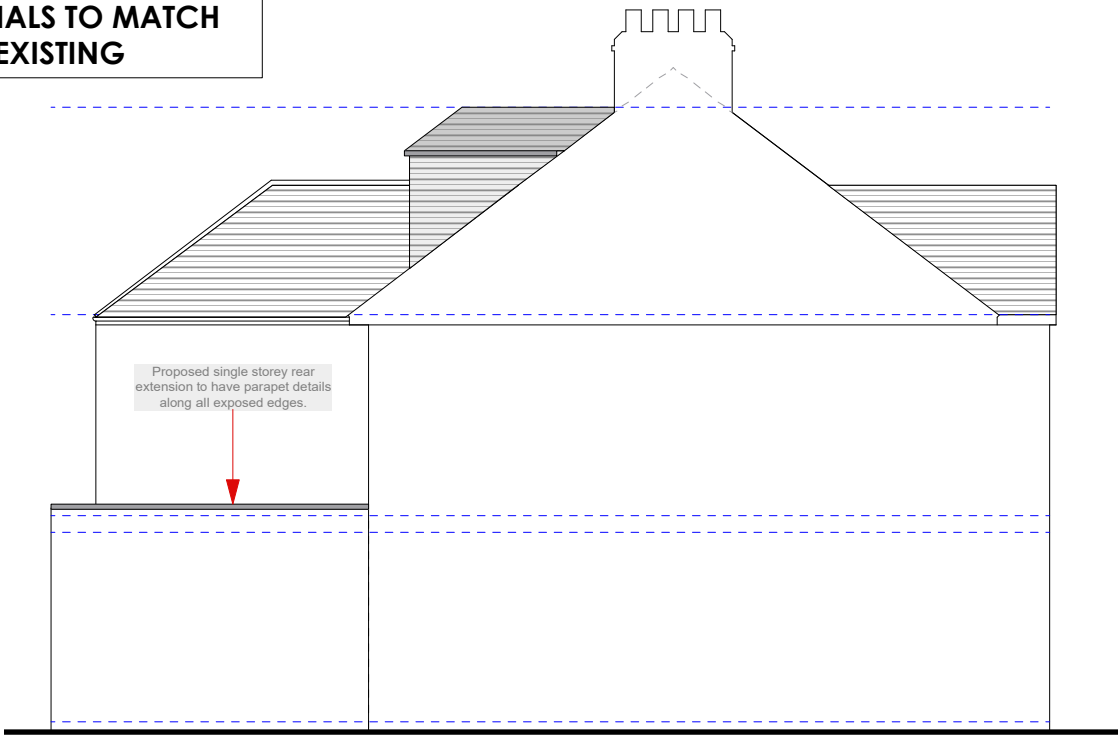 IALS TO MATCH
EXISTING
Proposed single storey rear
extension to have parapet details
along all exposed edges.